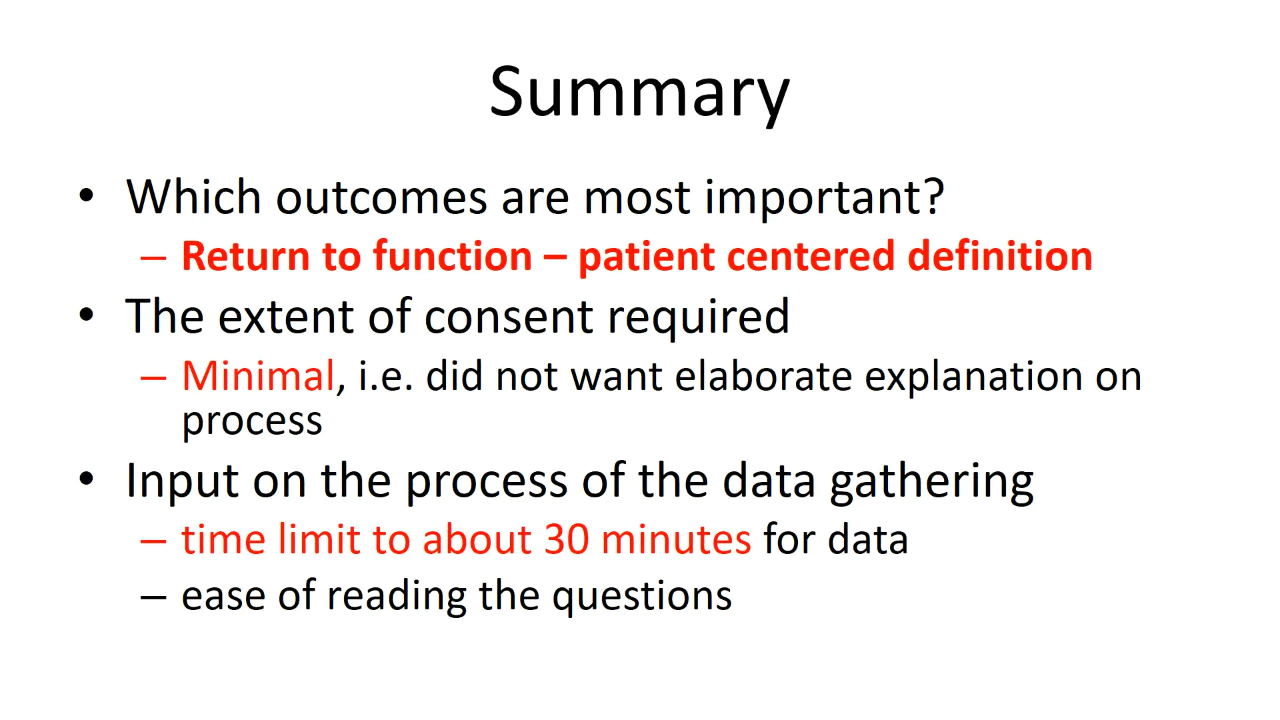 Summary
• Which outcomes are most important?
– Return to function – patient centered definition
• The extent of consent required
– Minimal, i.e. did not want elaborate explanation on
process
• Input on the process of the data gathering
– time limit to about 30 minutes for data
– ease of reading the questions